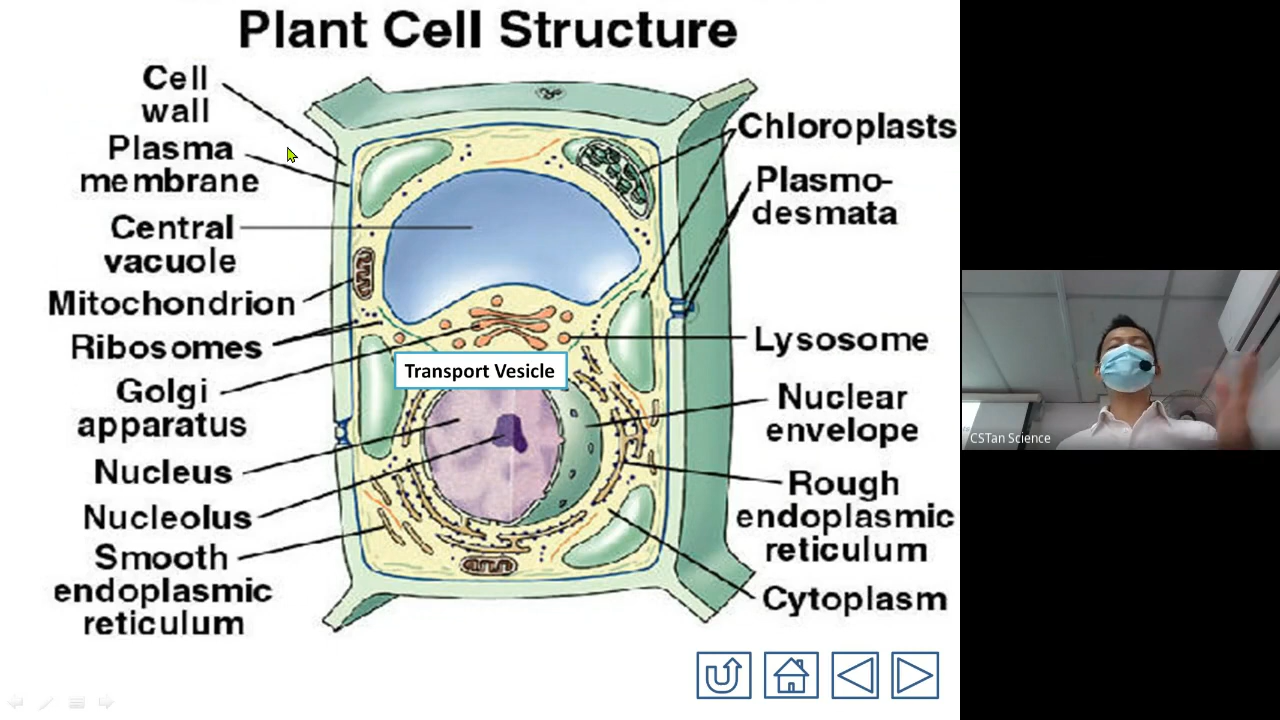 Plant Cell Structure
Cell
wall
Plasma
membrane
Central
vacuole
Mitochondrion
Ribosomes
Golgi
apparatus
Nucleus
Nucleolus
Smooth
endoplasmic
reticulum
Transport Vesicle
Chloroplasts
Plasmo-
desmata
Lysosome
Nuclear
envelope
Rough
endoplasmic
reticulum
Cytoplasm
CSTan Science